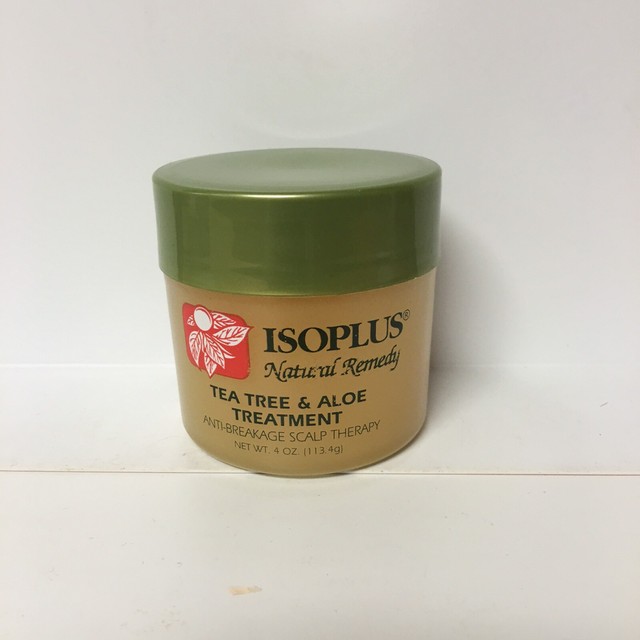 ISOPLUS®
Natural Remedy
TEA TREE & ALOE
TREATMENT
ANTI-BREAKAGE SCALP THERAPY
NET WT. 4 OZ. (113.4g)